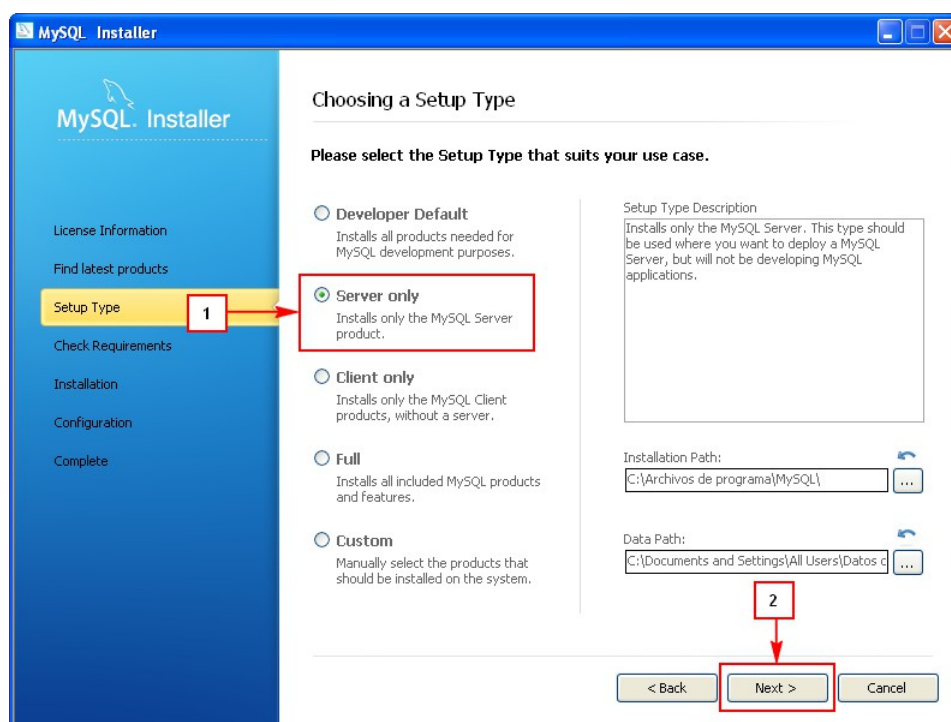 MySQL Installer
MySQL. Installer
License Information
Find latest products
Setup Type
Check Requirements
Installation
Configuration
Complete
1
Choosing a Setup Type
Please select the Setup Type that suits your use case.
Developer Default
Installs all products needed for
MySQL development purposes.
Server only
Installs only the MySQL Server
product.
Client only
Installs only the MySQL Client
products, without a server.
Full
Installs all included MySQL products
and features.
Custom
Manually select the products that
should be installed on the system.
Setup Type Description
Installs only the MySQL Server. This type should
be used where you want to deploy a MySQL
Server, but will not be developing MySQL
applications.
Installation Path:
C:\Archivos de programa\MySQL\
...
Data Path:
C:\Documents and Settings\All Users\Datos c
...
2
< Back
Next >
Cancel